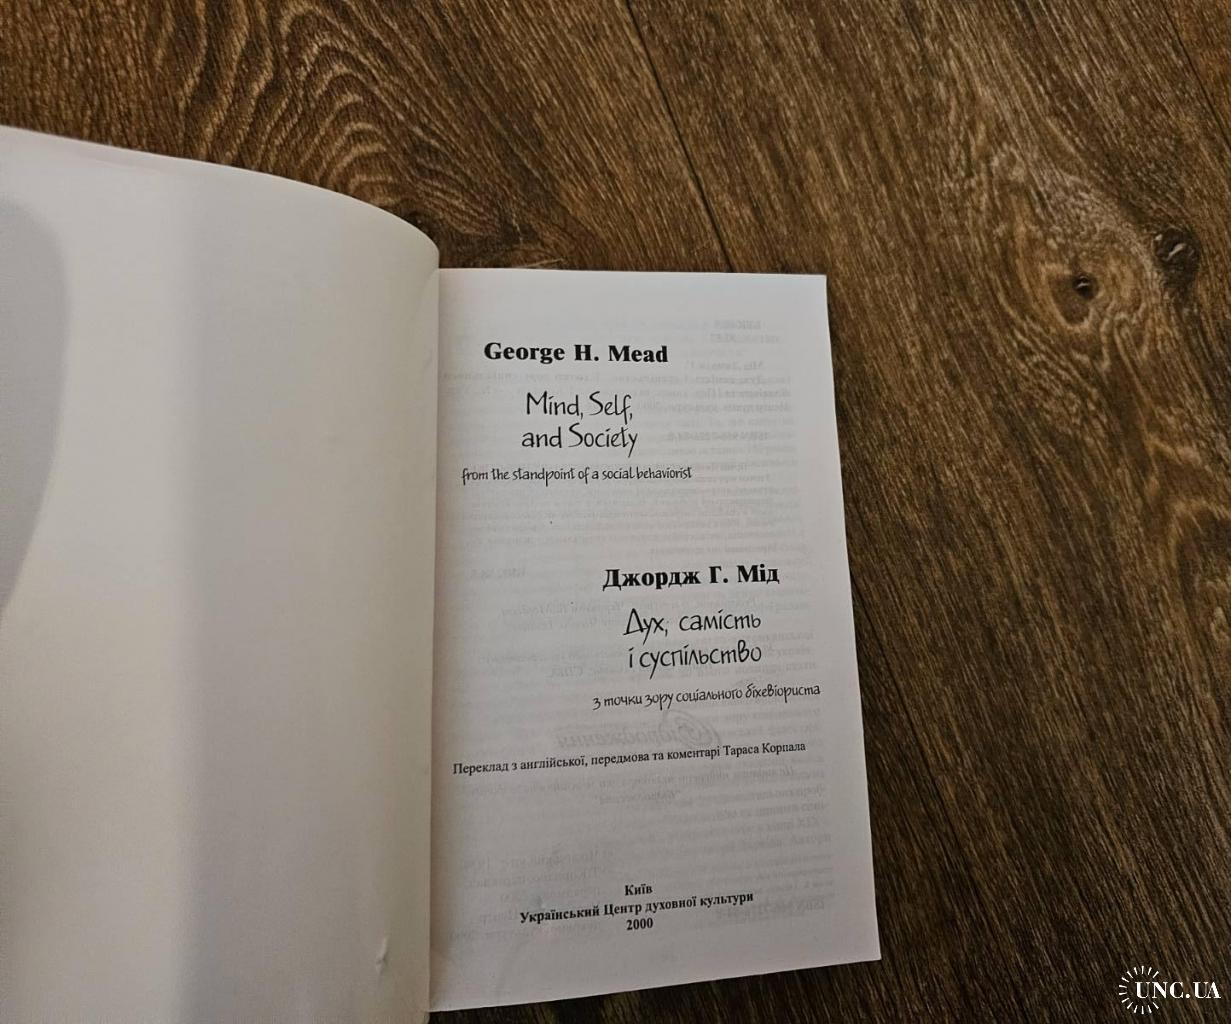 George H. Mead
Mind, Self,
and Society
from the standpoint of a social behaviorist
Джордж Г. Мід
Дух, самість
і суспільство
з точки зору соціального біхевіориста
Переклад з англійської, передмова та коментарі Тараса Корпала
Київ
Український Центр духовної культури
2000
UNC.UA